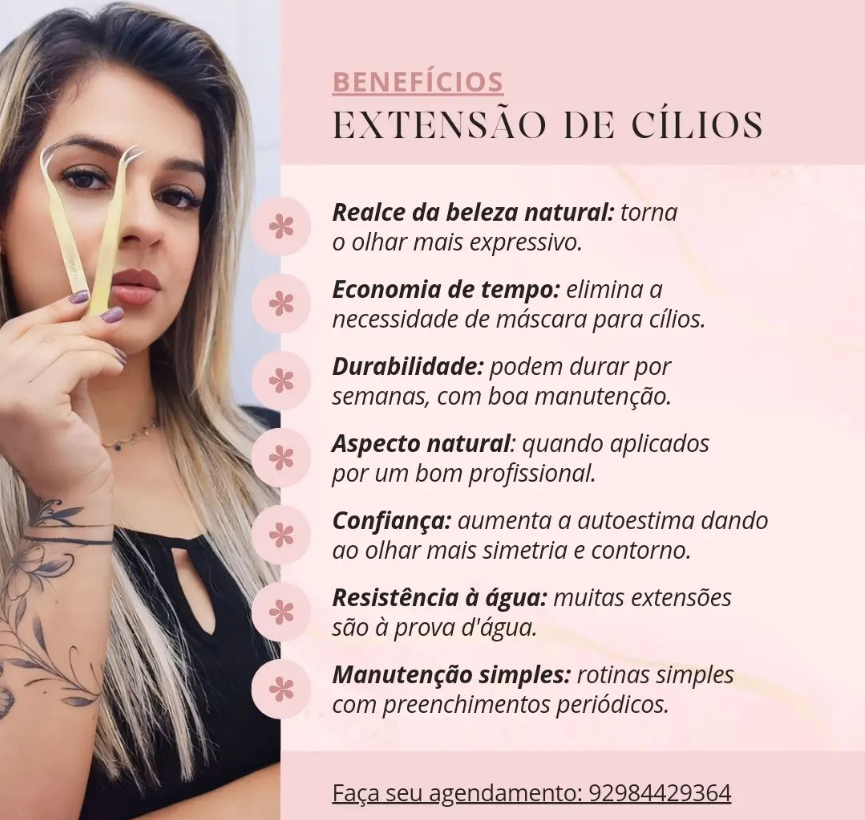 BENEFÍCIOS
EXTENSÃO DE CÍLIOS
Realce da beleza natural: torna
o olhar mais expressivo.
Economia de tempo: elimina a
necessidade de máscara para cílios.
Durabilidade: podem durar por
semanas, com boa manutenção.
Aspecto natural: quando aplicados
por um bom profissional.
Confiança: aumenta a autoestima dando
ao olhar mais simetria e contorno.
Resistência à água: muitas extensões
são à prova d'água.
Manutenção simples: rotinas simples
com preenchimentos periódicos.
Faça seu agendamento: 92984429364